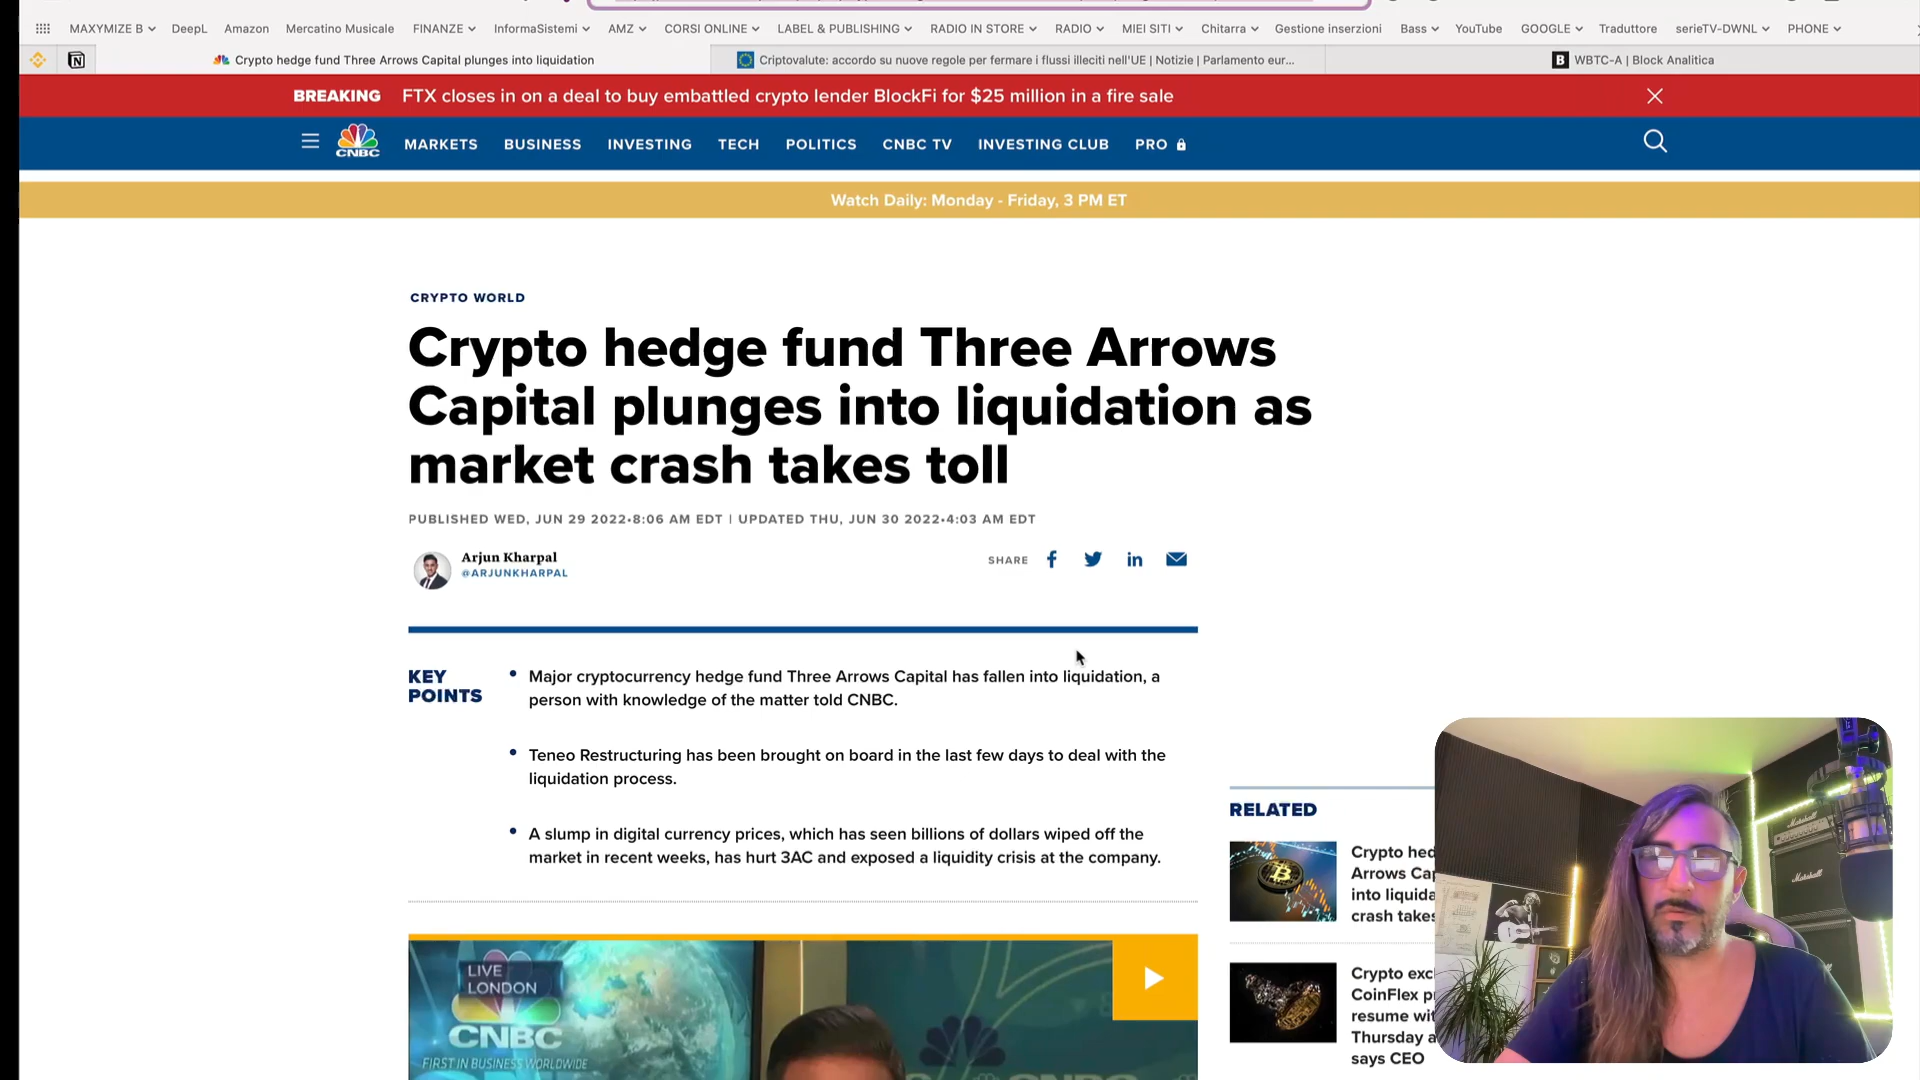 MAXYMIZE B
DeepL
Amazon
Mercatino Musicale
FINANZE
InformaSistemi
AMZ
CORSI ONLINE
LABEL & PUBLISHING
RADIO IN STORE
RADIO
MIEI SITI
Chitarra
Gestione inserzioni
Bass
YouTube
GOOGLE
Traduttore
serieTV-DWNL
PHONE
Crypto hedge fund Three Arrows Capital plunges into liquidation
Criptovalute: accordo su nuove regole per fermare i flussi illeciti nell'UE | Notizie | Parlamento eur...
WBTC-A | Block Analitica
BREAKING FTX closes in on a deal to buy embattled crypto lender BlockFi for $25 million in a fire sale
CNBC
MARKETS
BUSINESS
INVESTING
TECH
POLITICS
CNBC TV
INVESTING CLUB
PRO
Watch Daily: Monday - Friday, 3 PM ET
CRYPTO WORLD
Crypto hedge fund Three Arrows
Capital plunges into liquidation as
market crash takes toll
PUBLISHED WED, JUN 29 2022•8:06 AM EDT | UPDATED THU, JUN 30 2022•4:03 AM EDT
Arjun Kharpal
@ARJUNKHARPAL
SHARE
KEY
POINTS
Major cryptocurrency hedge fund Three Arrows Capital has fallen into liquidation, a
person with knowledge of the matter told CNBC.
Teneo Restructuring has been brought on board in the last few days to deal with the
liquidation process.
A slump in digital currency prices, which has seen billions of dollars wiped off the
market in recent weeks, has hurt 3AC and exposed a liquidity crisis at the company.
LIVE
LONDON
CNBC
FIRST IN BUSINESS WORLDWIDE
RELATED
Crypto hed
Arrows Cap
into liquida
crash takes
Crypto exc
CoinFlex p
resume wit
Thursday a
says CEO
Marshall
Marshall